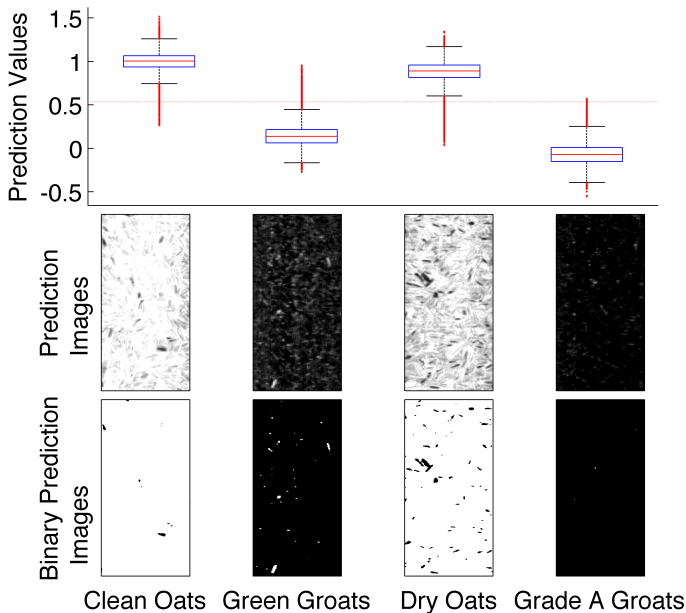 Prediction Values
1.5
1
0.5
0
-0.5
Prediction
Images
Binary Prediction
Images
Clean Oats Green Groats Dry Oats Grade A Groats